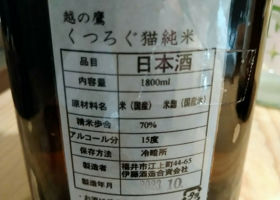 越の鷹
くつろぐ猫純米
品目 日本酒
内容量 1800ml
原材料名 米(国産) 米麹(国産米)
精米歩合 70%
アルコール分 15度
保存方法 冷暗所
製造者 福井市江上町44-65
伊藤酒造合資会社
製造年月 2023.10